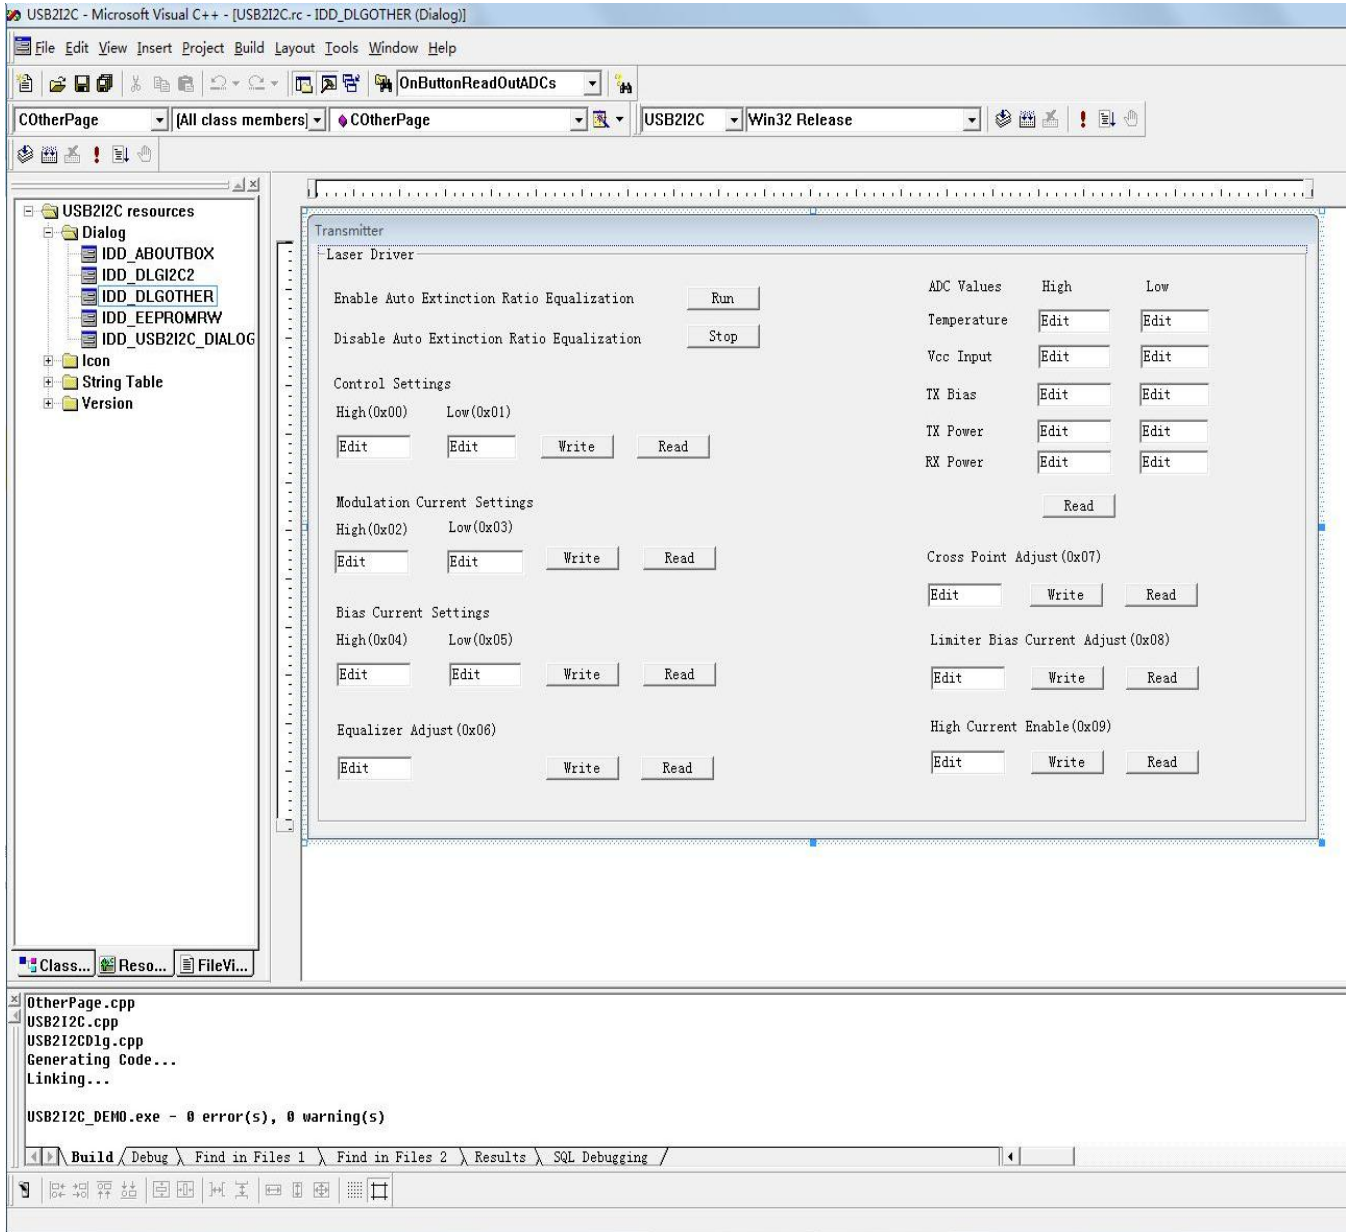 USB2I2C - Microsoft Visual C++ - [USB2I2C.rc - IDD_DLGOTHER (Dialog)]
File Edit View Insert Project Build Layout Tools Window Help
OnButtonReadOutADCs
COtherPage (All class members) COtherPage USB2I2C Win32 Release
USB2I2C resources
Dialog
IDD_ABOUTBOX
IDD_DLGI2C2
IDD_DLGOTHER
IDD_EEPROMRW
IDD_USB2I2C_DIALOG
Icon
String Table
Version
Class... Reso... FileVi...
Transmitter
Laser Driver
Enable Auto Extinction Ratio Equalization Run
Disable Auto Extinction Ratio Equalization Stop
Control Settings
High(0x00) Low(0x01)
Edit Edit Write Read
Modulation Current Settings
High(0x02) Low(0x03)
Edit Edit Write Read
Bias Current Settings
High(0x04) Low(0x05)
Edit Edit Write Read
Equalizer Adjust(0x06)
Edit Write Read
ADC Values High Low
Temperature Edit Edit
Vcc Input Edit Edit
TX Bias Edit Edit
TX Power Edit Edit
RX Power Edit Edit
Read
Cross Point Adjust(0x07)
Edit Write Read
Limiter Bias Current Adjust(0x08)
Edit Write Read
High Current Enable(0x09)
Edit Write Read
OtherPage.cpp
USB2I2C.cpp
USB2I2CDlg.cpp
Generating Code...
Linking...
USB2I2C_DEMO.exe - 0 error(s), 0 warning(s)
Build Debug Find in Files 1 Find in Files 2 Results SQL Debugging